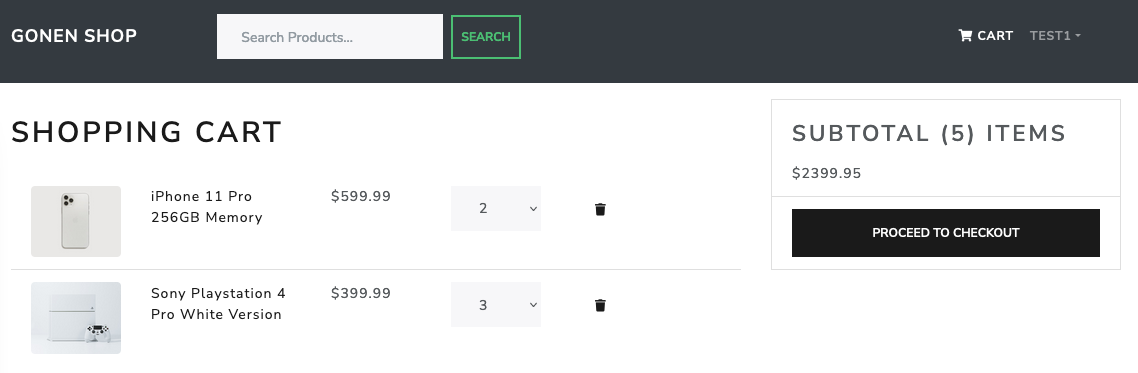 GONEN SHOP
Search Products...
SEARCH
CART
TEST1
SHOPPING CART
iPhone 11 Pro
256GB Memory
$599.99
2
Sony Playstation 4
Pro White Version
$399.99
3
SUBTOTAL (5) ITEMS
$2399.95
PROCEED TO CHECKOUT